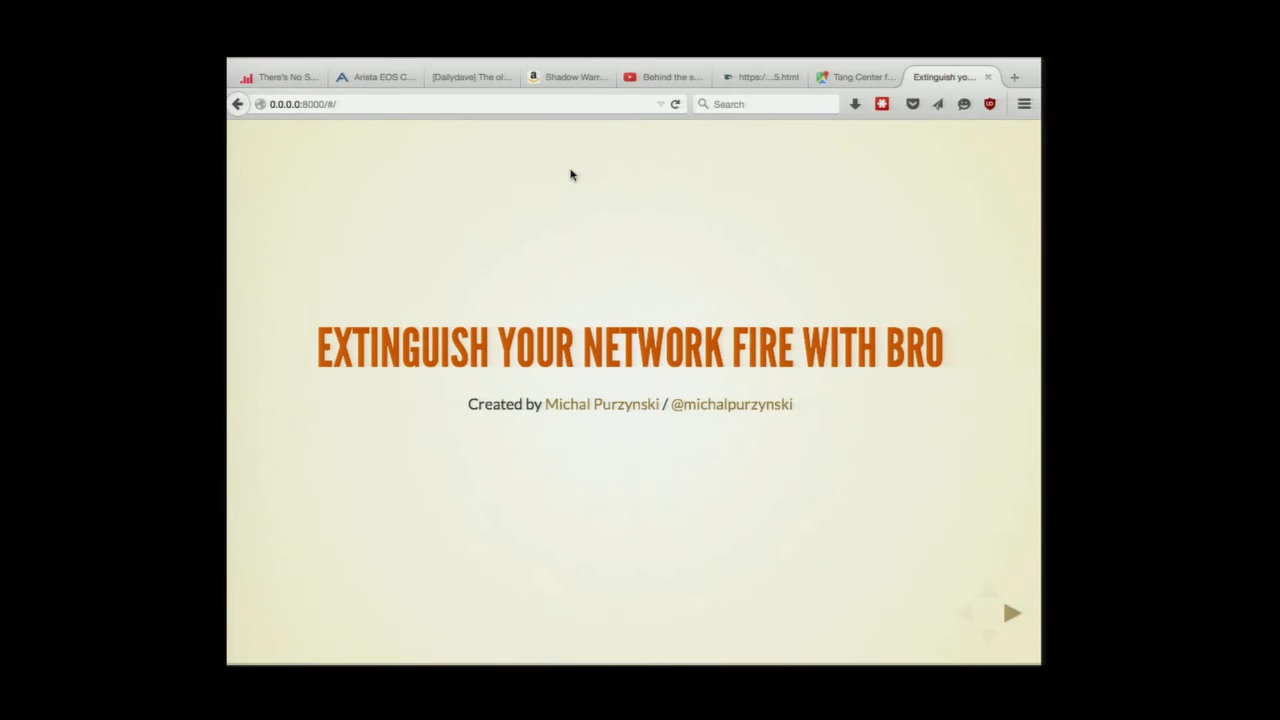 There's No S...
Arista EOS C...
[Dailydave] The ol...
Shadow Warr...
Behind the s...
https:/...5.html
Tang Center f...
Extinguish yo...
0.0.0.0:8000/#/
Search
EXTINGUISH YOUR NETWORK FIRE WITH BRO
Created by Michal Purzynski / @michalpurzynski